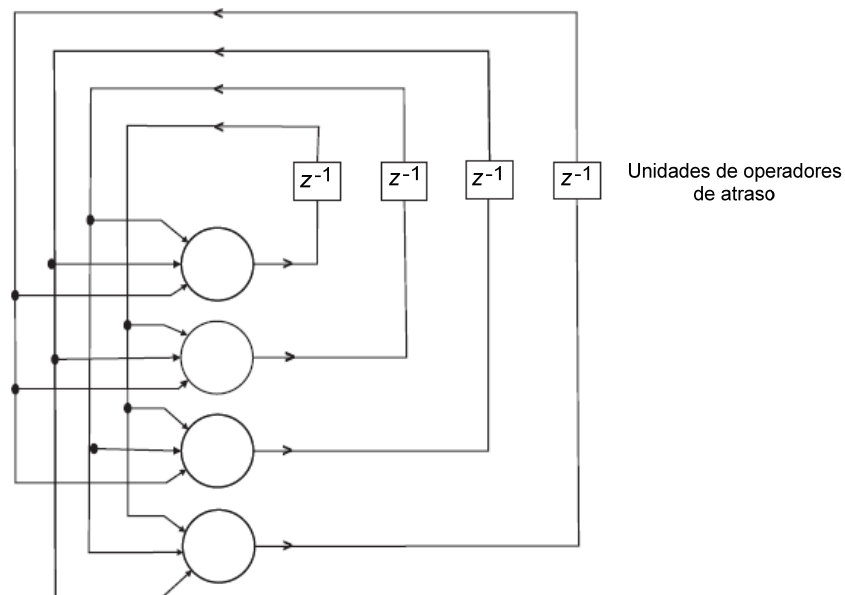 z-1 z-1 z-1 z-1
Unidades de operadores
de atraso